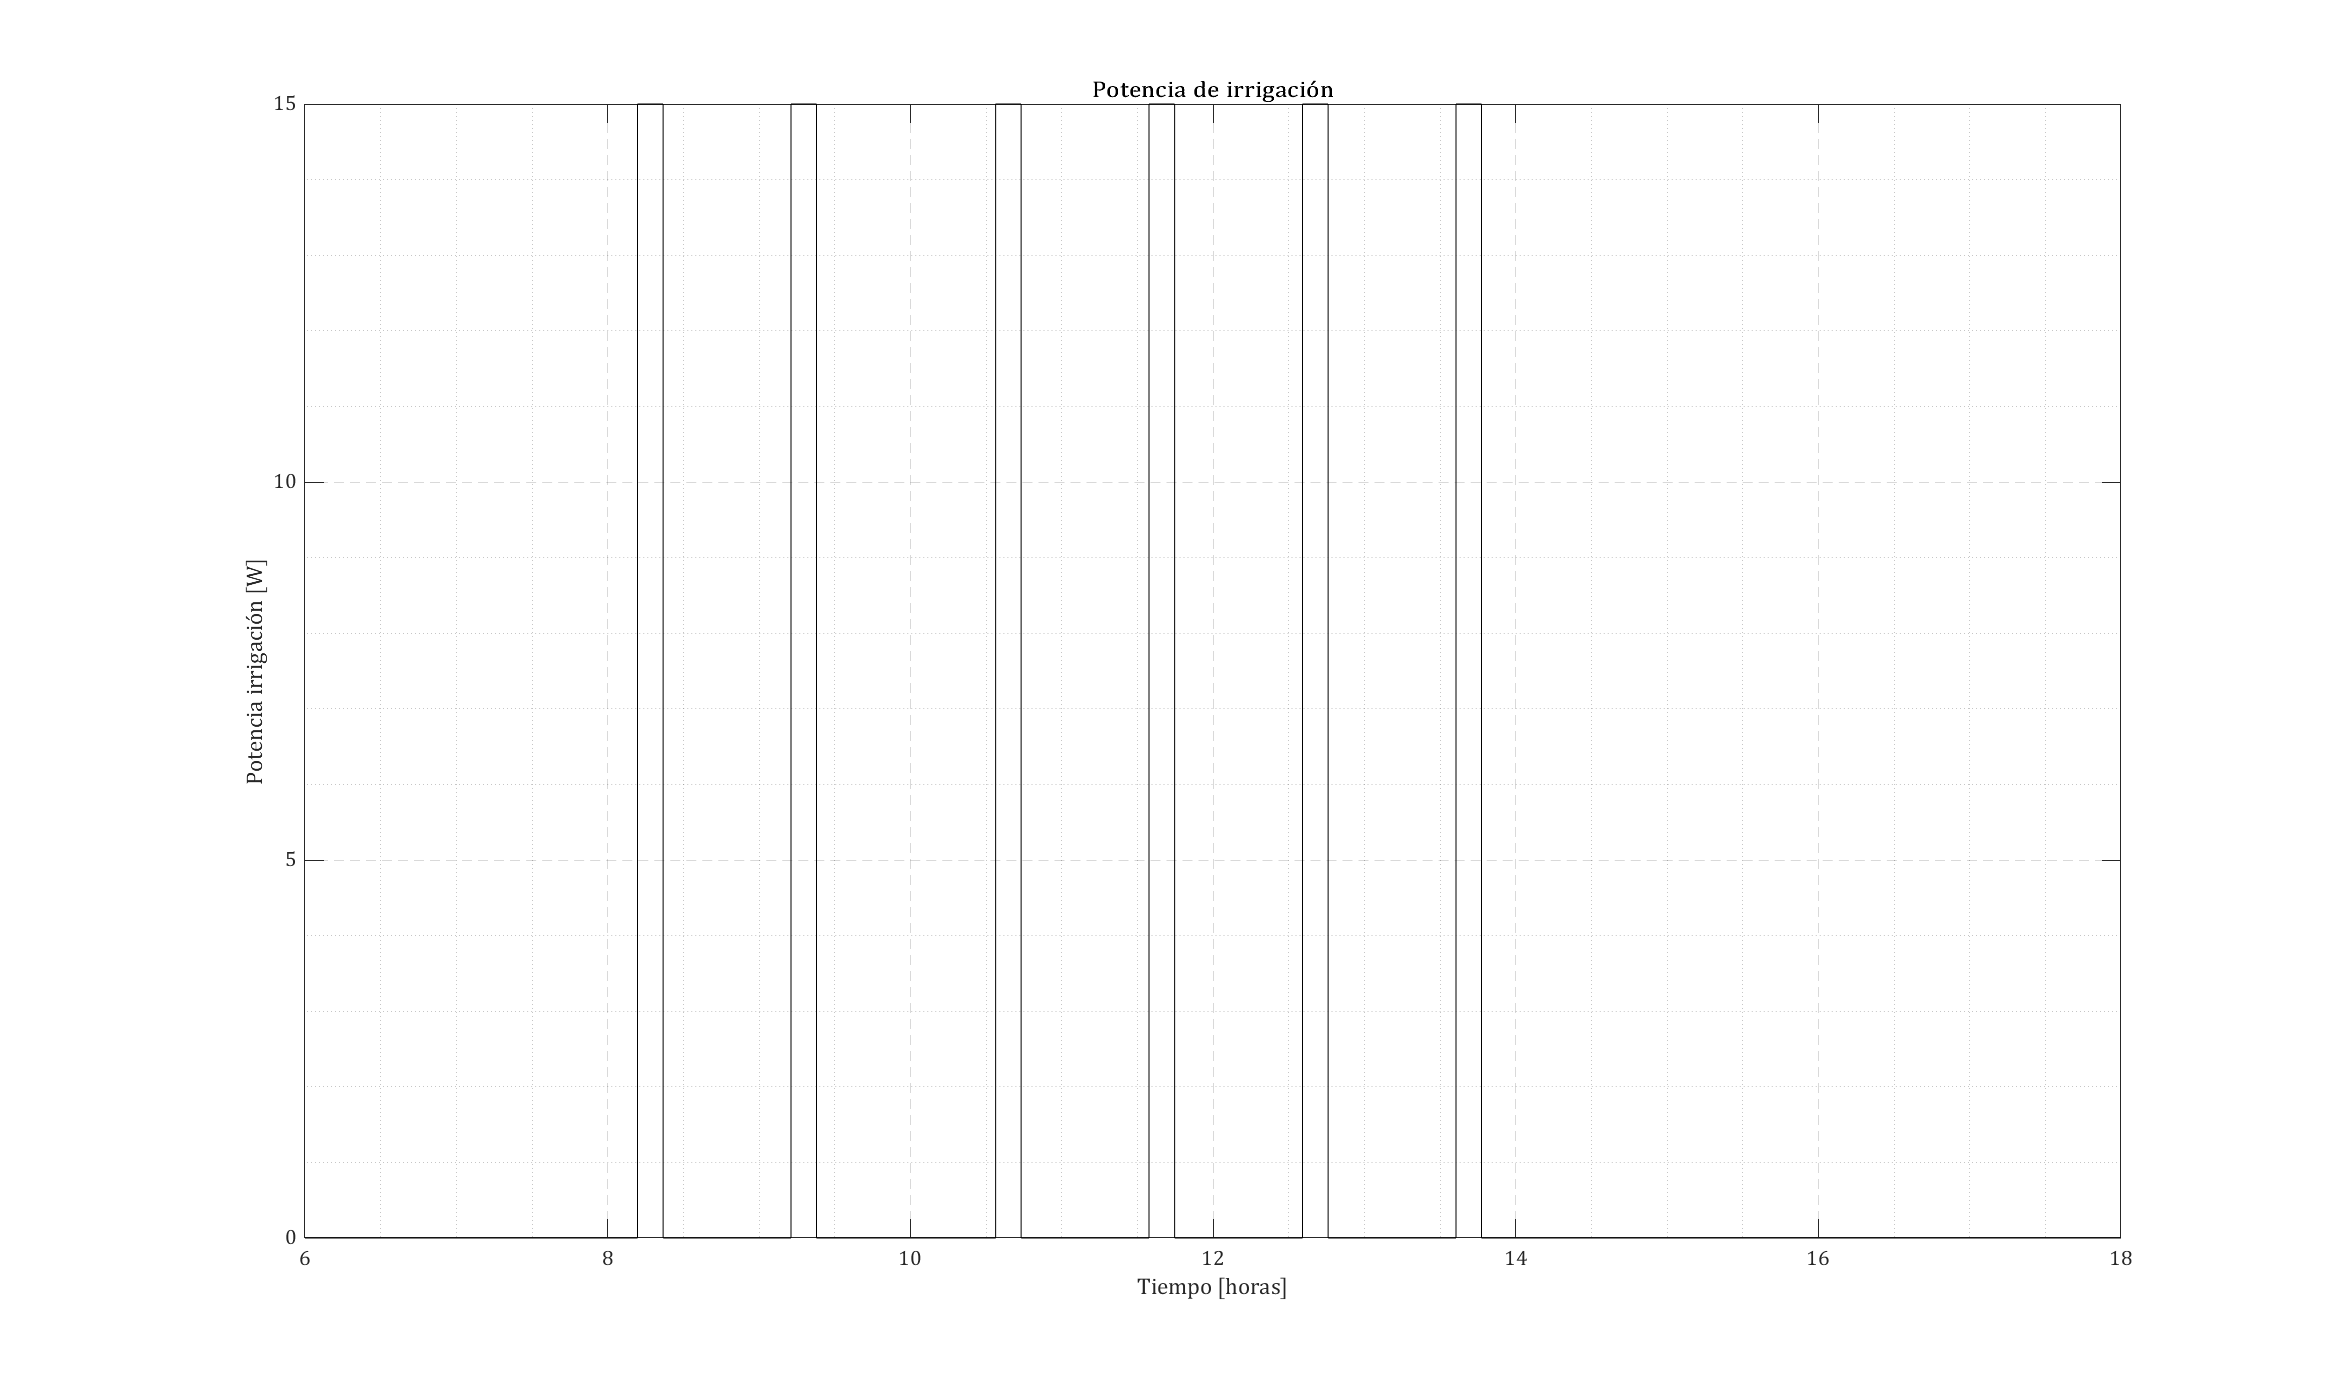 Potencia de irrigación
15
10
5
0
Potencia irrigación [W]
6 8 10 12 14 16 18
Tiempo [horas]